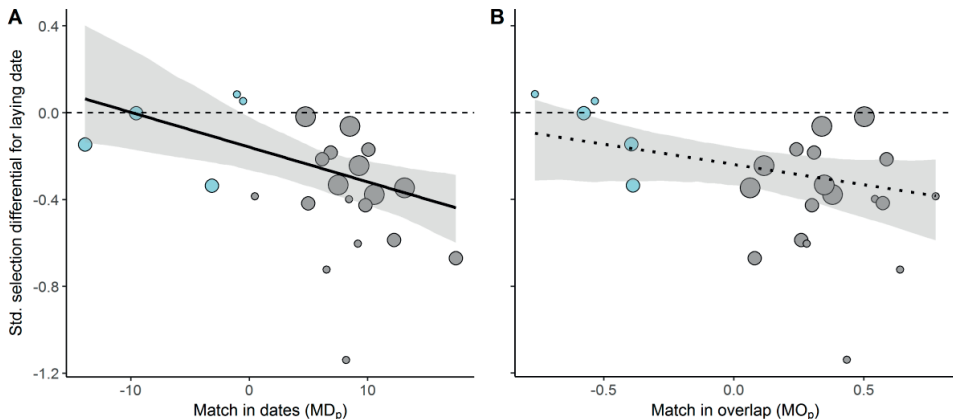 A
B
Std. selection differential for laying date
0.4
0.0
-0.4
-0.8
-1.2
-10
0
10
-0.5
0.0
0.5
Match in dates (MDp)
Match in overlap (MOp)